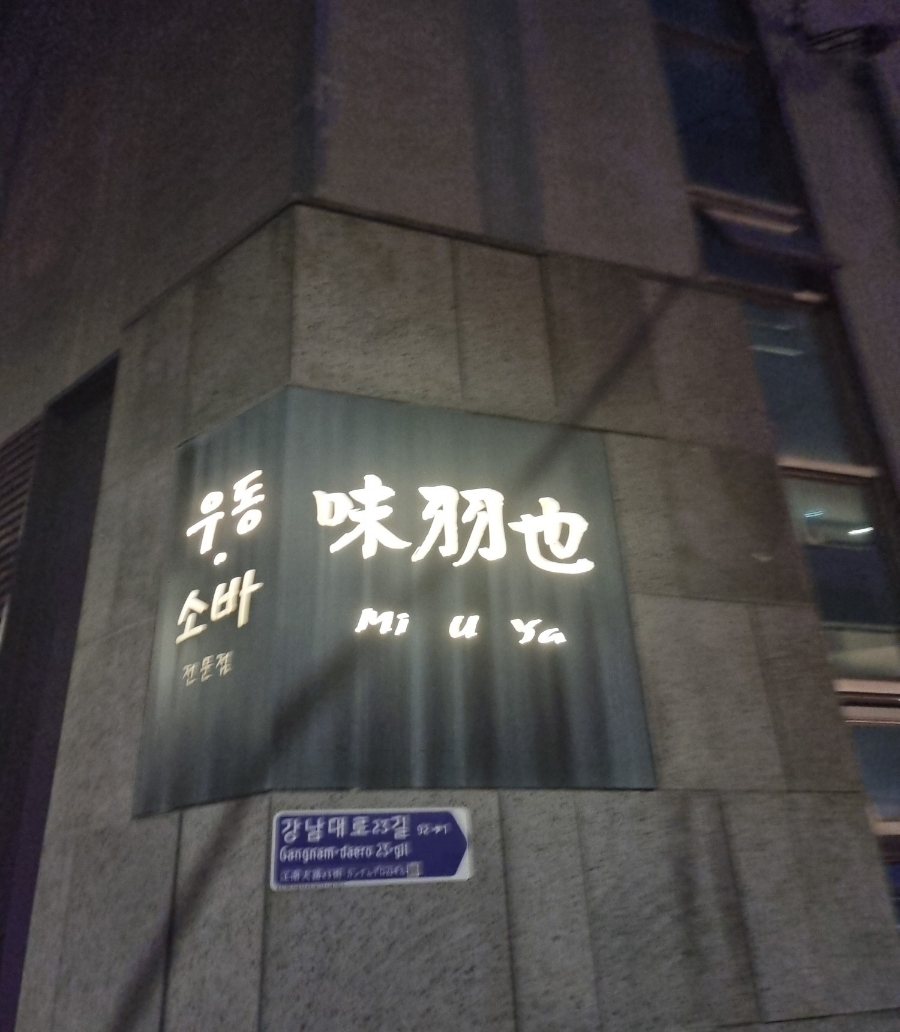 우동
·
소바
전문점
味羽也
Mi U Ya
강남대로23길
Gangnam-daero 23-gil